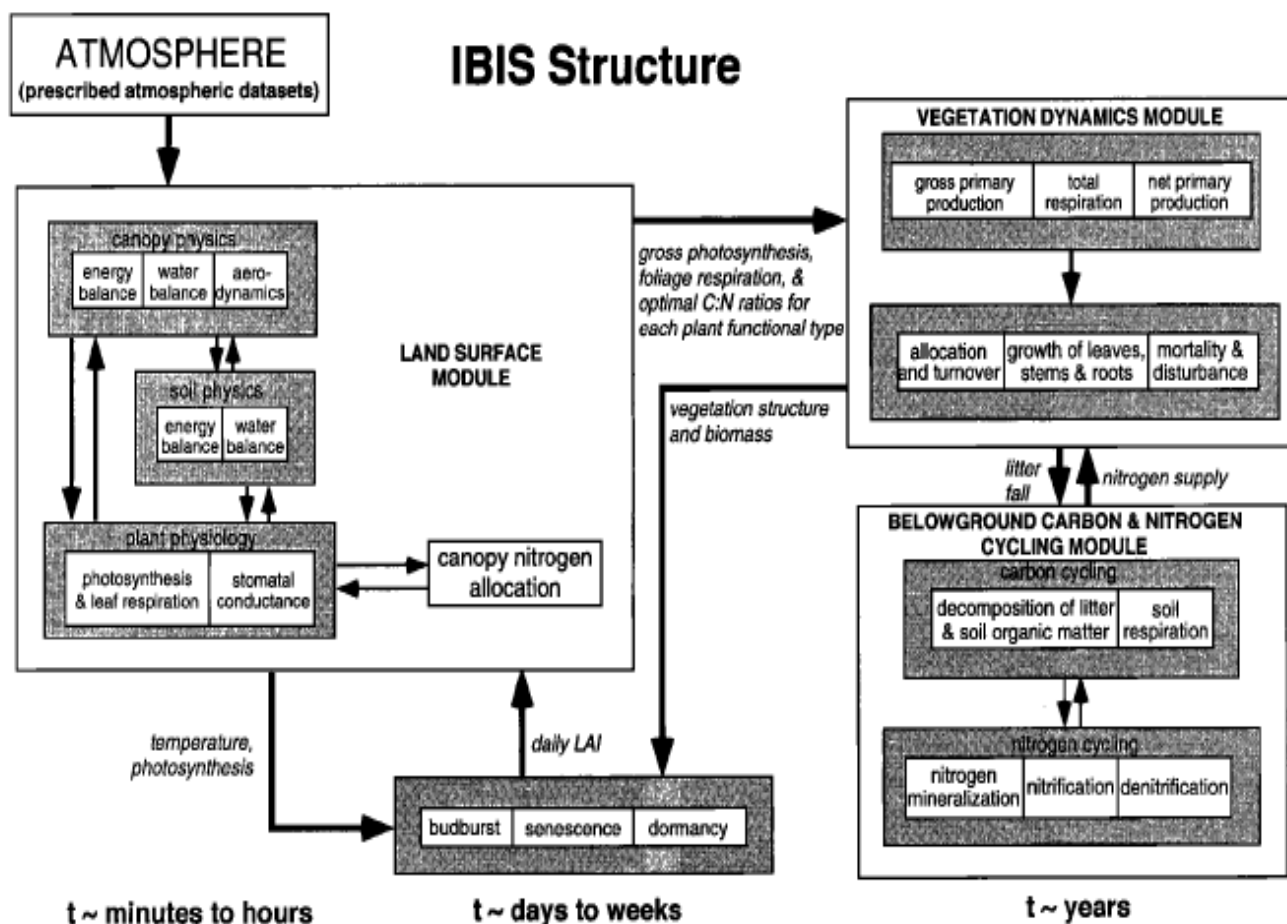 ATMOSPHERE
(prescribed atmospheric datasets)
IBIS Structure
LAND SURFACE
MODULE
canopy physics
energy
balance
water
balance
aero-
dynamics
soil physics
energy
balance
water
balance
plant physiology
photosynthesis
& leaf respiration
stomatal
conductance
canopy nitrogen
allocation
gross photosynthesis,
foliage respiration, &
optimal C:N ratios for
each plant functional type
vegetation structure
and biomass
VEGETATION DYNAMICS MODULE
gross primary
production
total
respiration
net primary
production
allocation
and turnover
growth of leaves,
stems & roots
mortality &
disturbance
litter
fall
nitrogen supply
BELOWGROUND CARBON & NITROGEN
CYCLING MODULE
carbon cycling
decomposition of litter
& soil organic matter
soil
respiration
nitrogen cycling
nitrogen
mineralization
nitrification
denitrification
temperature,
photosynthesis
daily LAI
budburst
senescence
dormancy
t ~ minutes to hours
t ~ days to weeks
t ~ years